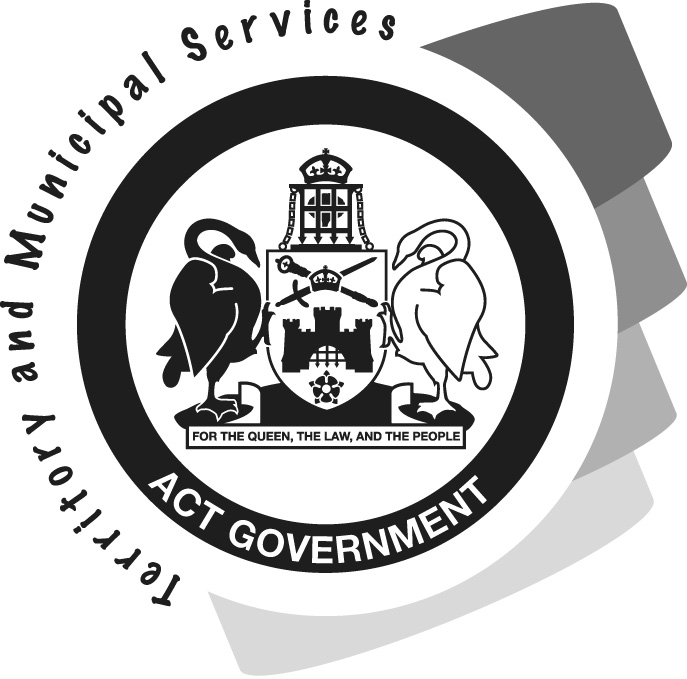 Territory and Municipal Services
FOR THE QUEEN, THE LAW, AND THE PEOPLE
ACT GOVERNMENT